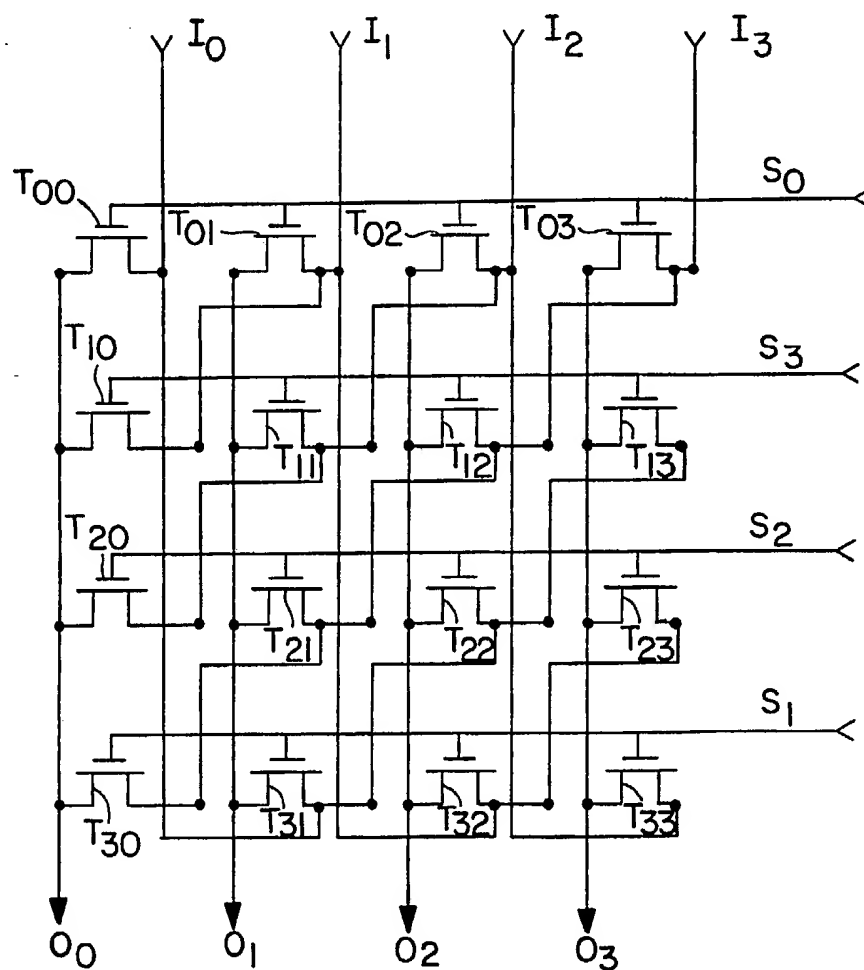 I0 I1 I2 I3
S0
T00 T01 T02 T03
T10
S3
T11 T12 T13
T20
S2
T21 T22 T23
S1
T30 T31 T32 T33
O0 O1 O2 O3